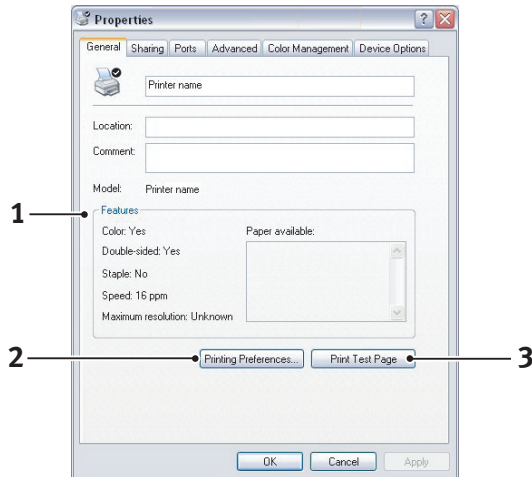 Properties
General Sharing Ports Advanced Color Management Device Options
Printer name
Location:
Comment:
Model: Printer name
1
Features
Color: Yes Paper available:
Double-sided: Yes
Staple: No
Speed: 16 ppm
Maximum resolution: Unknown
2 Printing Preferences... Print Test Page 3
OK Cancel Apply